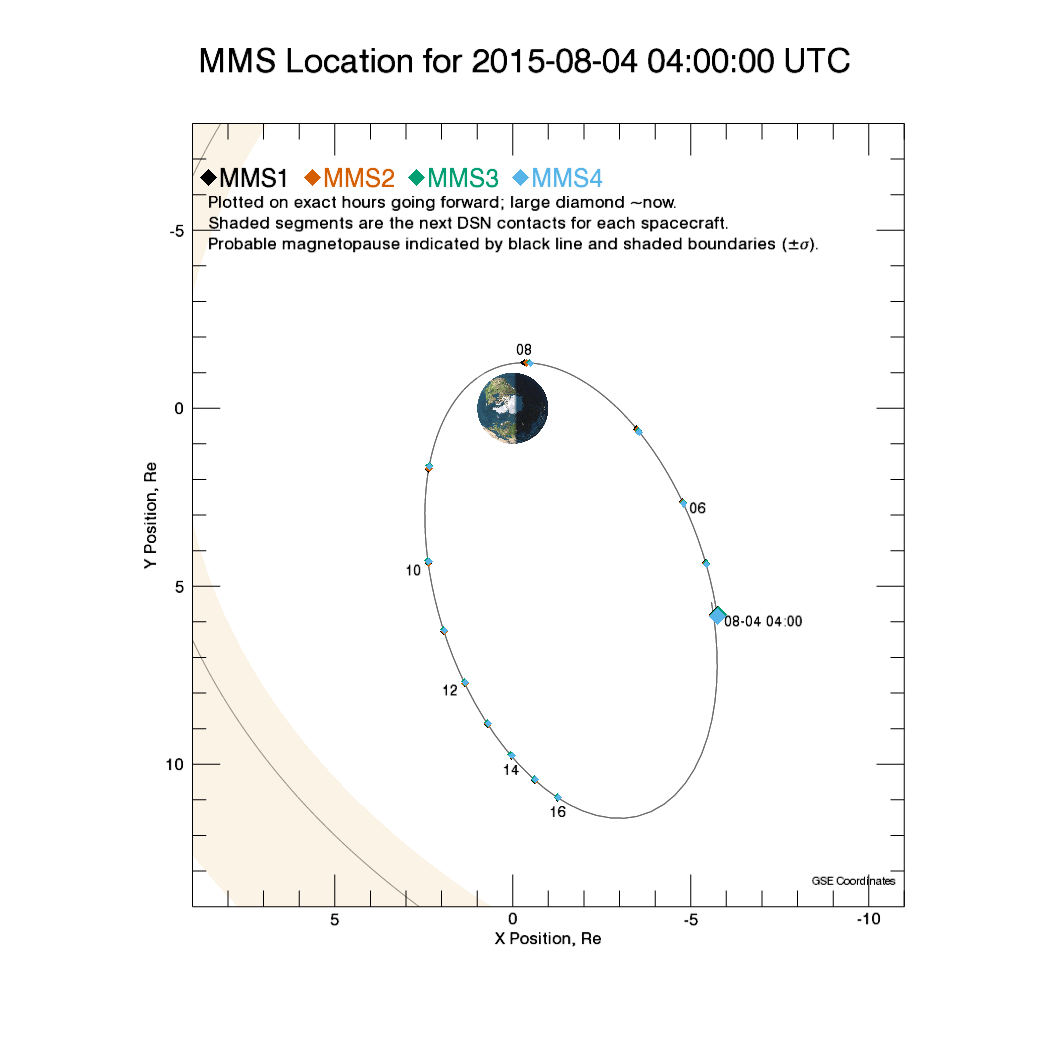 MMS Location for 2015-08-04 04:00:00 UTC
MMS1 MMS2 MMS3 MMS4
Plotted on exact hours going forward; large diamond ~now.
Shaded segments are the next DSN contacts for each spacecraft.
Probable magnetopause indicated by black line and shaded boundaries (±σ).
-5
08
0
Y Position, Re
06
10
5
08-04 04:00
12
10
14
16
GSE Coordinates
5 0 -5 -10
X Position, Re